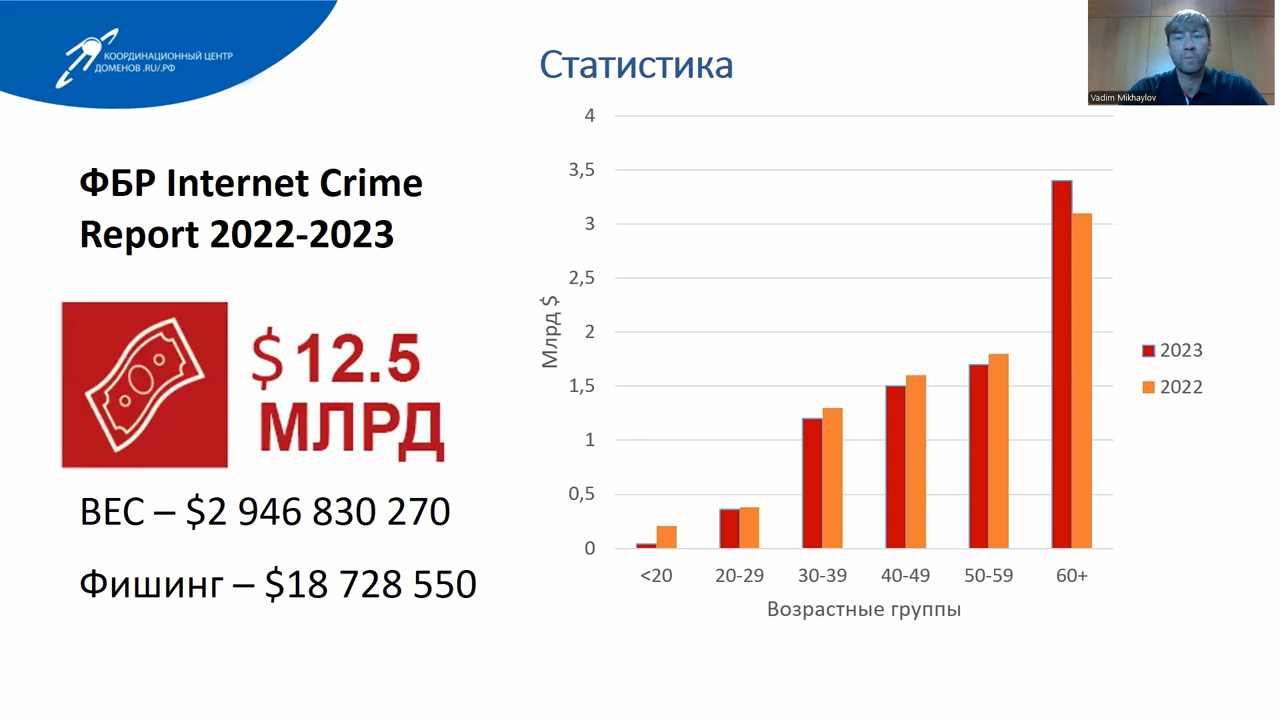 КООРДИНАЦИОННЫЙ ЦЕНТР
ДОМЕНОВ .RU/.РФ
Статистика
Vadim Mikhaylov
ФБР Internet Crime
Report 2022-2023
$12.5
МЛРД
BEC – $2 946 830 270
Фишинг – $18 728 550
Млрд $
4
3,5
3
2,5
2
1,5
1
0,5
0
<20 20-29 30-39 40-49 50-59 60+
Возрастные группы
2023
2022